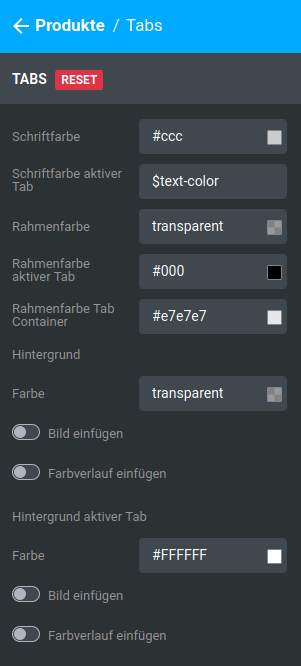 Produkte / Tabs
TABS RESET
Schriftfarbe #ccc
Schriftfarbe aktiver
Tab $text-color
Rahmenfarbe transparent
Rahmenfarbe
aktiver Tab #000
Rahmenfarbe Tab
Container #e7e7e7
Hintergrund
Farbe transparent
Bild einfügen
Farbverlauf einfügen
Hintergrund aktiver Tab
Farbe #FFFFFF
Bild einfügen
Farbverlauf einfügen